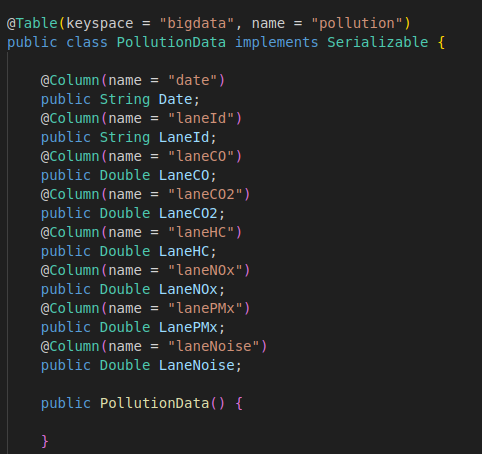 @Table(keyspace = "bigdata", name = "pollution")
public class PollutionData implements Serializable {
@Column(name = "date")
public String Date;
@Column(name = "laneId")
public String LaneId;
@Column(name = "laneCO")
public Double LaneCO;
@Column(name = "laneCO2")
public Double LaneCO2;
@Column(name = "laneHC")
public Double LaneHC;
@Column(name = "laneNOx")
public Double LaneNOx;
@Column(name = "lanePMx")
public Double LanePMx;
@Column(name = "laneNoise")
public Double LaneNoise;
public PollutionData() {
}